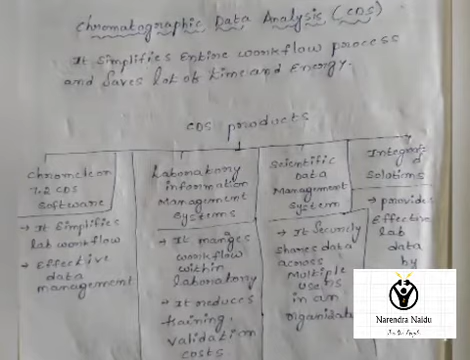 Chromatographic Data Analysis (CDS)
It Simplifies Entire workflow process
and Saves lot of time and Energy.
CDS products
Chromeleon
7.2 CDS
Software
→ It Simplifies
lab workflow
→ Effective
data
management
Laboratory
information
Management
Systems
→ It manges
workflow
within
laboratory
→ It reduces
training,
validation
costs
Scientific
Data
Management
System
→ It Securly
Shares data
across
Multiple
users
in an
Integrat
d
Solutions
→ provides
Effective
lab
data
by
Narendra Naidu